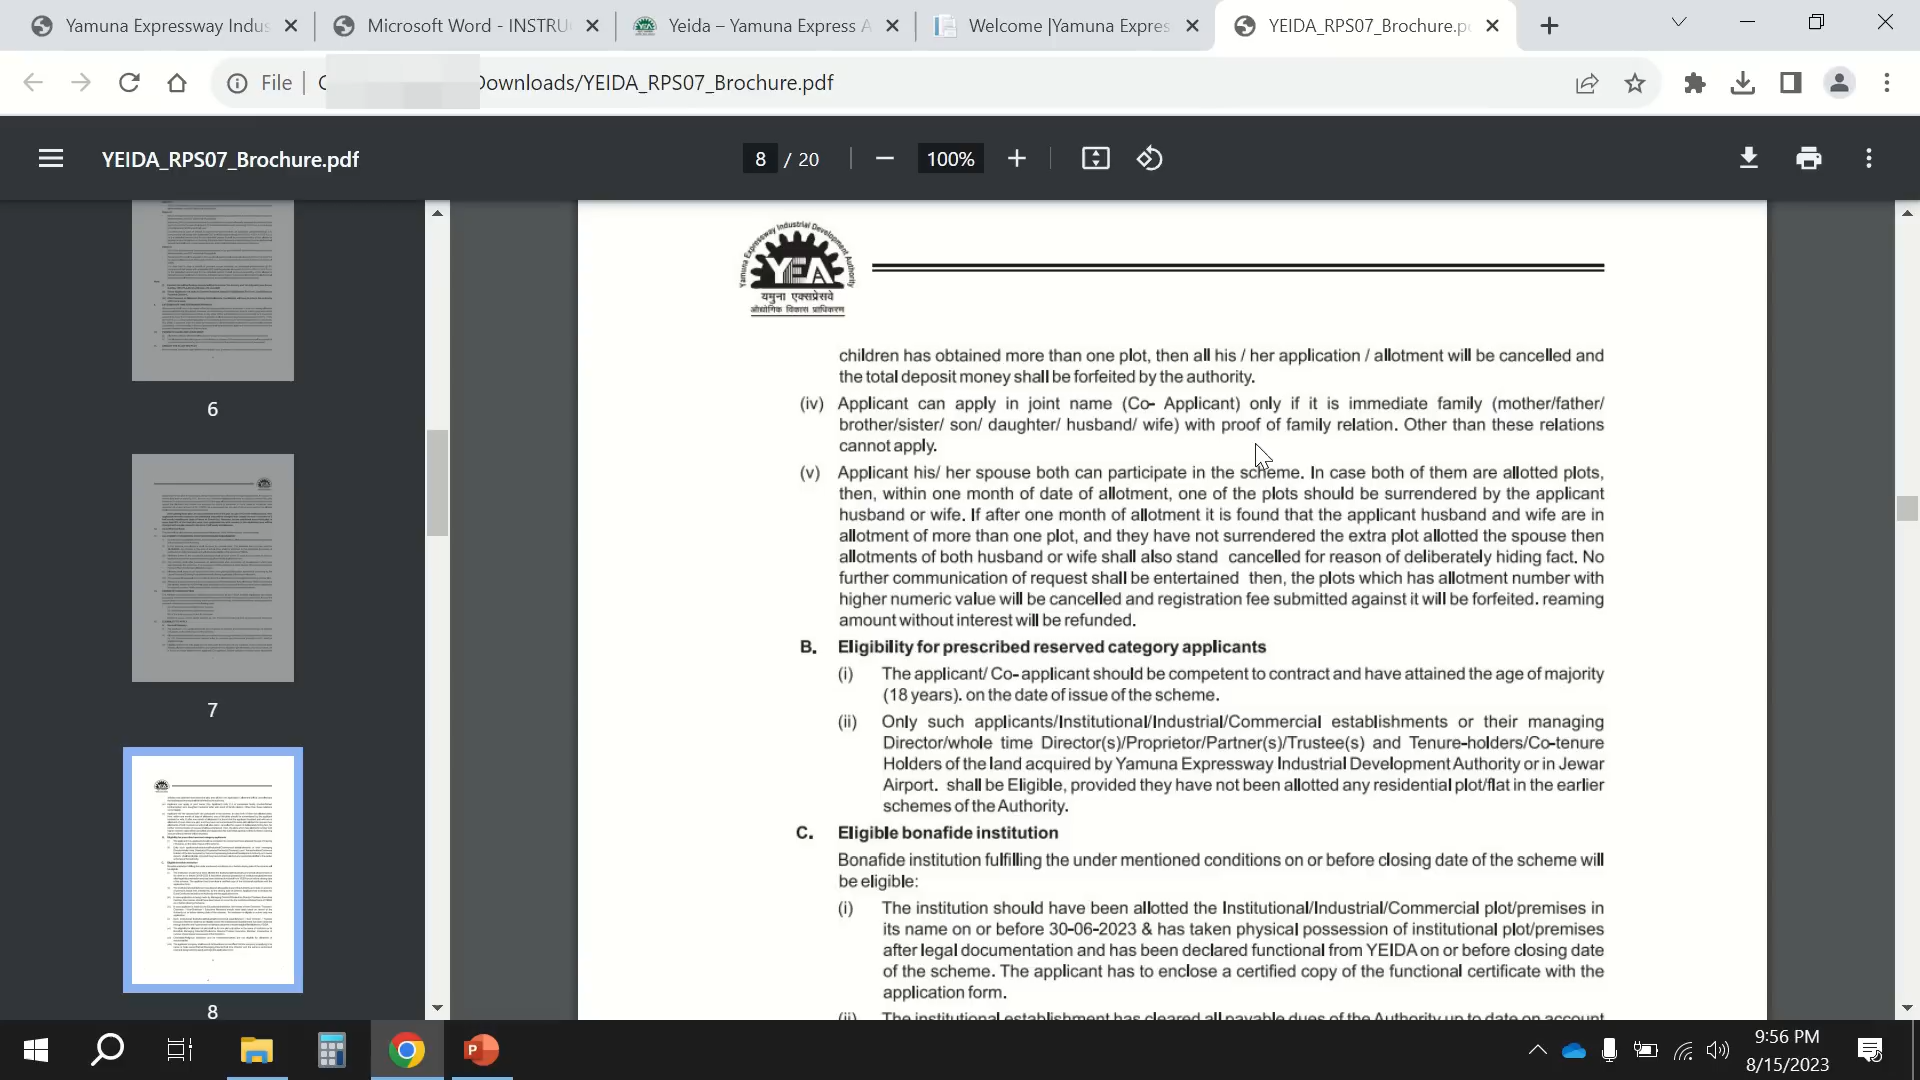 Yamuna Expressway Indus
Microsoft Word - INSTRU
Yeida – Yamuna Express A
Welcome |Yamuna Expres
YEIDA_RPS07_Brochure.p
File
Downloads/YEIDA_RPS07_Brochure.pdf
YEIDA_RPS07_Brochure.pdf
8 / 20
100%
6
7
8
Yamuna Expressway Industrial Development Authority
YEA
यमुना एक्सप्रेसवे
औद्योगिक विकास प्राधिकरण
children has obtained more than one plot, then all his / her application / allotment will be cancelled and
the total deposit money shall be forfeited by the authority.
(iv) Applicant can apply in joint name (Co- Applicant) only if it is immediate family (mother/father/
brother/sister/ son/ daughter/ husband/ wife) with proof of family relation. Other than these relations
cannot apply.
(v) Applicant his/ her spouse both can participate in the scheme. In case both of them are allotted plots,
then, within one month of date of allotment, one of the plots should be surrendered by the applicant
husband or wife. If after one month of allotment it is found that the applicant husband and wife are in
allotment of more than one plot, and they have not surrendered the extra plot allotted the spouse then
allotments of both husband or wife shall also stand cancelled for reason of deliberately hiding fact. No
further communication of request shall be entertained then, the plots which has allotment number with
higher numeric value will be cancelled and registration fee submitted against it will be forfeited. reaming
amount without interest will be refunded.
B. Eligibility for prescribed reserved category applicants
(i) The applicant/ Co-applicant should be competent to contract and have attained the age of majority
(18 years). on the date of issue of the scheme.
(ii) Only such applicants/Institutional/Industrial/Commercial establishments or their managing
Director/whole time Director(s)/Proprietor/Partner(s)/Trustee(s) and Tenure-holders/Co-tenure
Holders of the land acquired by Yamuna Expressway Industrial Development Authority or in Jewar
Airport. shall be Eligible, provided they have not been allotted any residential plot/flat in the earlier
schemes of the Authority.
C. Eligible bonafide institution
Bonafide institution fulfilling the under mentioned conditions on or before closing date of the scheme will
be eligible:
(i) The institution should have been allotted the Institutional/Industrial/Commercial plot/premises in
its name on or before 30-06-2023 & has taken physical possession of institutional plot/premises
after legal documentation and has been declared functional from YEIDA on or before closing date
of the scheme. The applicant has to enclose a certified copy of the functional certificate with the
application form.
(ii) The institutional establishment has cleared all payable dues of the Authority up to date on account
9:56 PM
8/15/2023